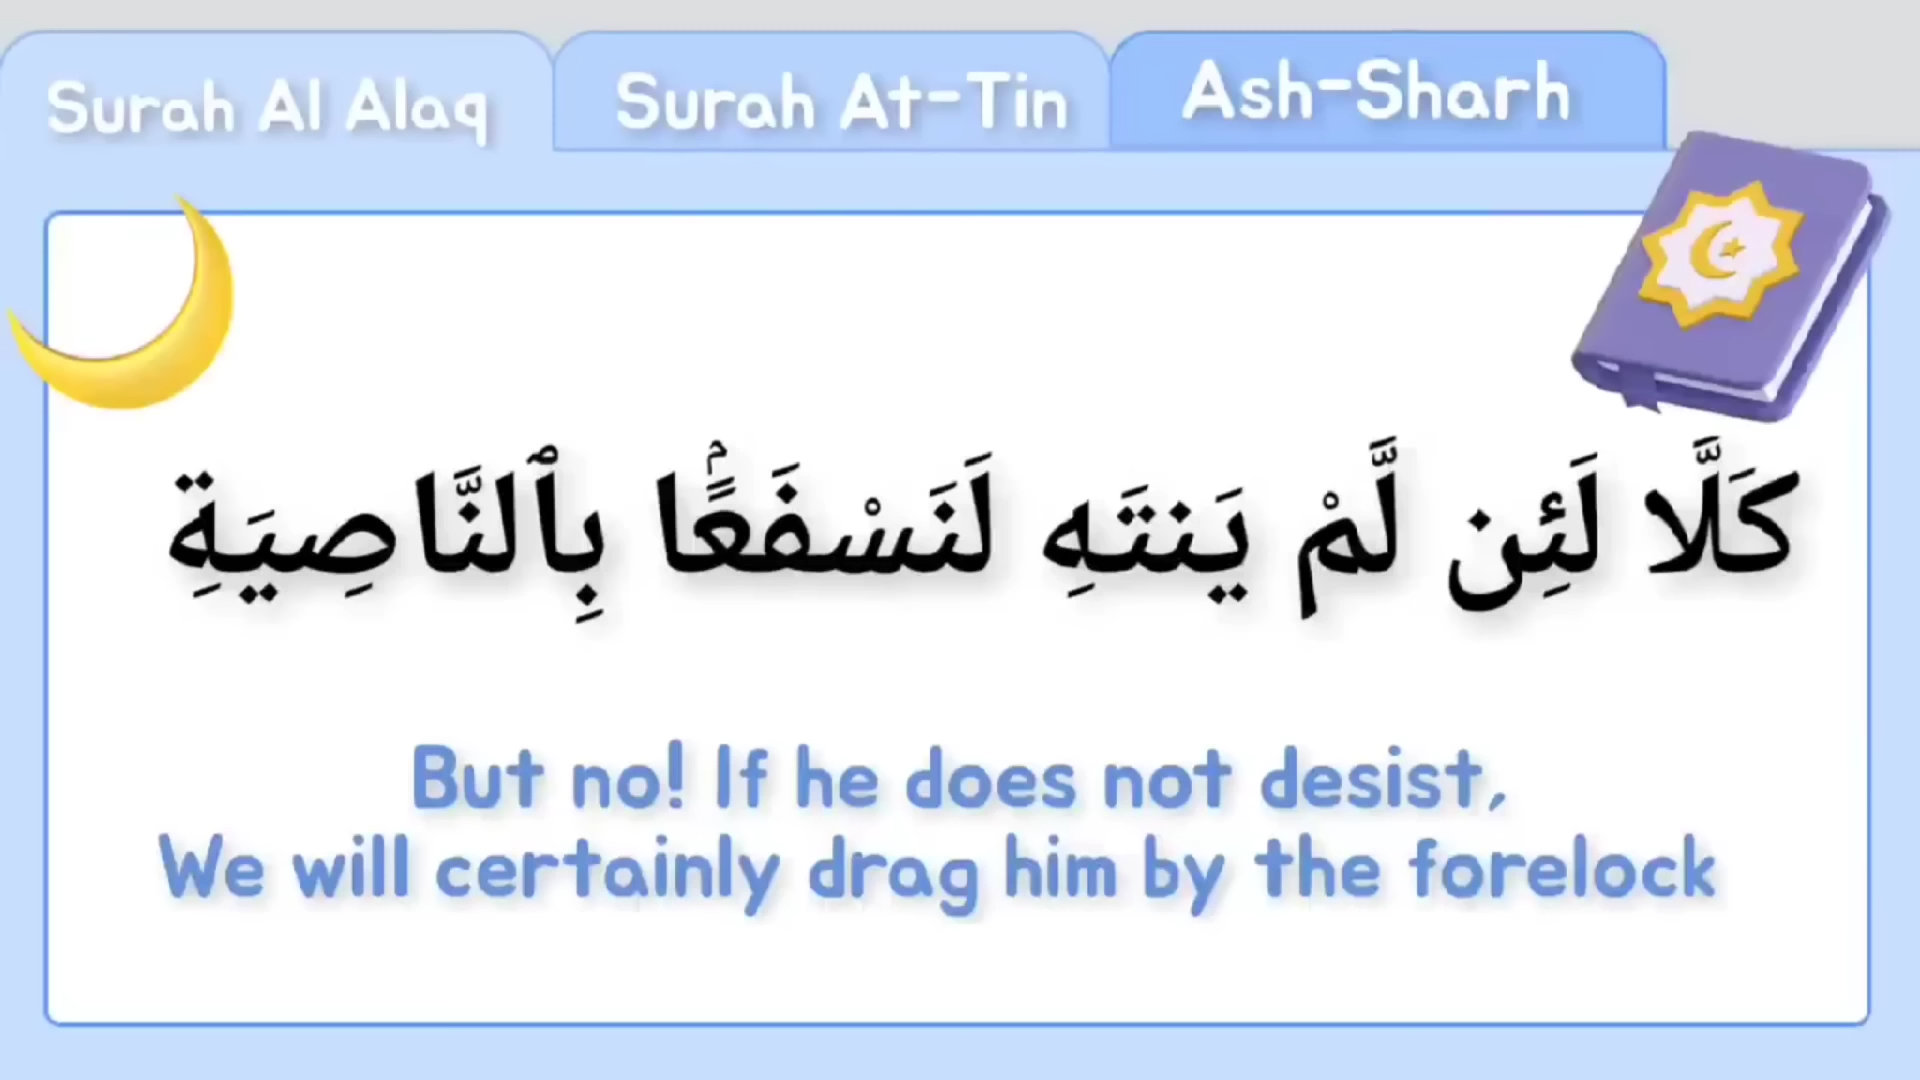 Surah Al Alaq
Surah At-Tin
Ash-Sharh
كَلَّا لَئِن لَّمْ يَنتَهِ لَنَسْفَعًۢا بِٱلنَّاصِيَةِ
But no! If he does not desist,
We will certainly drag him by the forelock